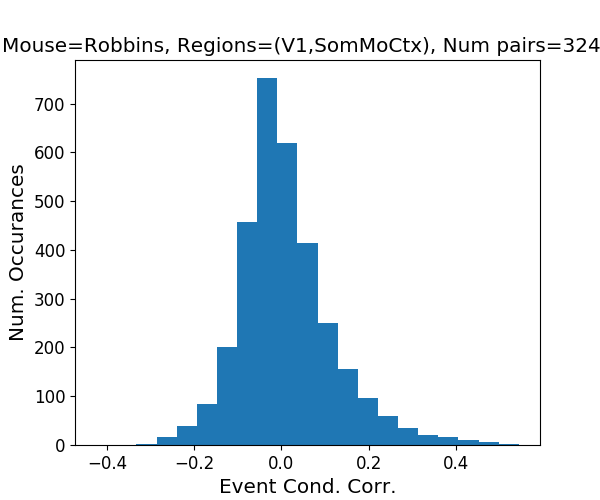 Mouse=Robbins, Regions=(V1,SomMoCtx), Num pairs=324
Num. Occurances
700
600
500
400
300
200
100
0
−0.4 −0.2 0.0 0.2 0.4
Event Cond. Corr.